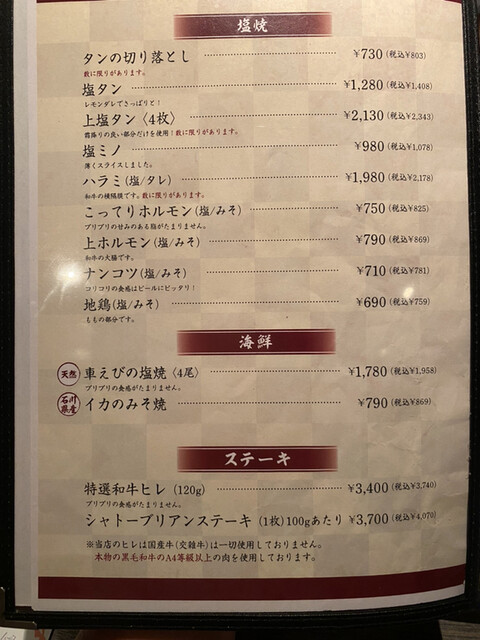 塩焼
タンの切り落とし ¥730(税込¥803)
数に限りがあります。
塩タン ¥1,280(税込¥1,408)
レモンダレでさっぱりと!
上塩タン〈4枚〉 ¥2,130(税込¥2,343)
霜降りの良い部分だけを使用!数に限りがあります。
塩ミノ ¥980(税込¥1,078)
薄くスライスしました。
ハラミ(塩/タレ) ¥1,980(税込¥2,178)
和牛の横隔膜です。数に限りがあります。
こってりホルモン(塩/みそ) ¥750(税込¥825)
プリプリの甘みのある脂がたまりません。
上ホルモン(塩/みそ) ¥790(税込¥869)
和牛の大腸です。
ナンコツ(塩/みそ) ¥710(税込¥781)
コリコリの食感はビールにピッタリ!
地鶏(塩/みそ) ¥690(税込¥759)
ももの部分です。
海鮮
天然 車えびの塩焼〈4尾〉 ¥1,780(税込¥1,958)
プリプリの食感がたまりません。
石川県産 イカのみそ焼 ¥790(税込¥869)
ステーキ
特選和牛ヒレ(120g) ¥3,400(税込¥3,740)
プリプリの食感がたまりません。
シャトーブリアンステーキ(1枚)100gあたり ¥3,700(税込¥4,070)
※当店のヒレは国産牛(交雑牛)は一切使用しておりません。
本物の黒毛和牛のA4等級以上の肉を使用しております。